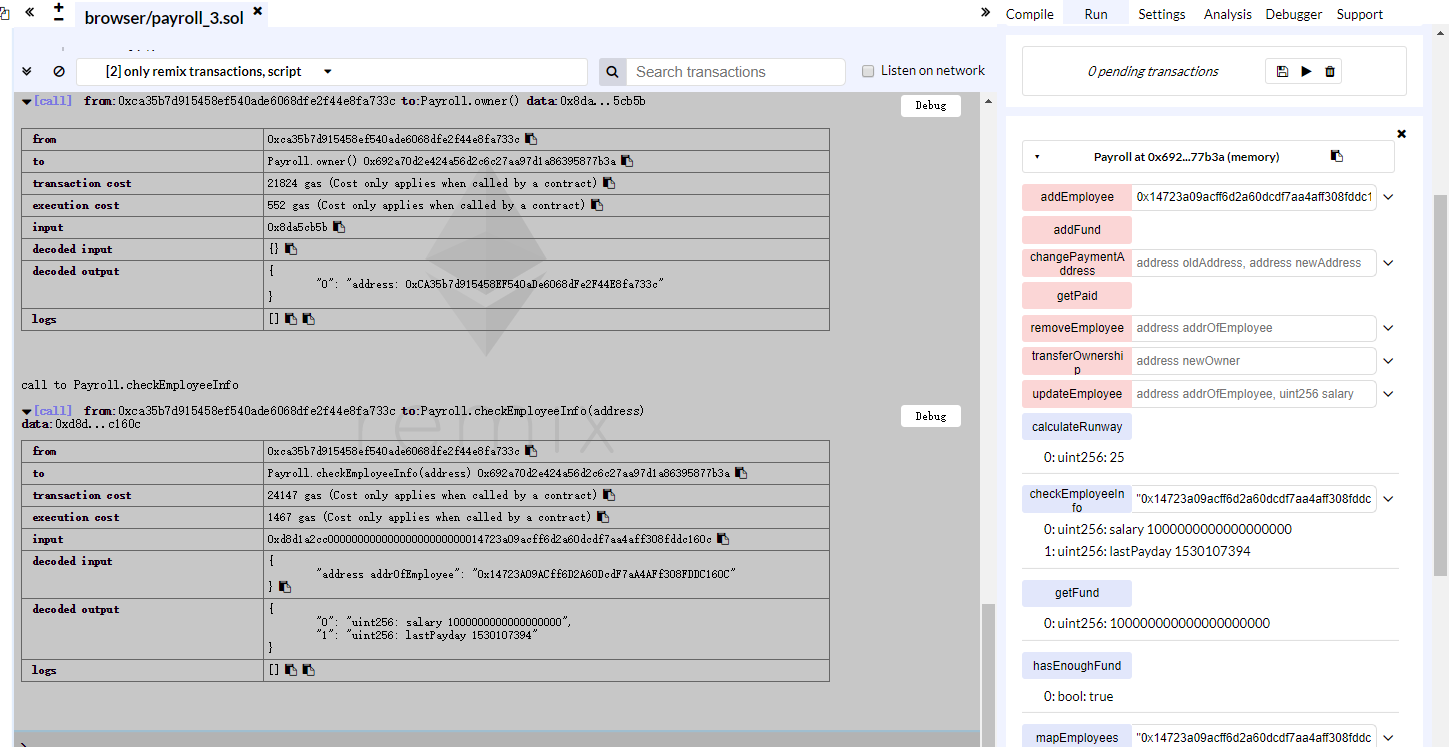 browser/payroll_3.sol
[2] only remix transactions, script
Search transactions
Listen on network
[call] from:0xca35b7d915458ef540ade6068dfe2f44e8fa733c to:Payroll.owner() data:0x8da...5cb5b
Debug
from 0xca35b7d915458ef540ade6068dfe2f44e8fa733c
to Payroll.owner() 0x692a70d2e424a56d2c6c27aa97d1a86395877b3a
transaction cost 21824 gas (Cost only applies when called by a contract)
execution cost 552 gas (Cost only applies when called by a contract)
input 0x8da5cb5b
decoded input {}
decoded output {
"0": "address: 0xCA35b7d915458EF540aDe6068dFe2F44E8fa733c"
}
logs []
call to Payroll.checkEmployeeInfo
[call] from:0xca35b7d915458ef540ade6068dfe2f44e8fa733c to:Payroll.checkEmployeeInfo(address)
data:0xd8d...c160c
Debug
remix
from 0xca35b7d915458ef540ade6068dfe2f44e8fa733c
to Payroll.checkEmployeeInfo(address) 0x692a70d2e424a56d2c6c27aa97d1a86395877b3a
transaction cost 24147 gas (Cost only applies when called by a contract)
execution cost 1467 gas (Cost only applies when called by a contract)
input 0xd8d1a2cc00000000000000000000000014723a09acff6d2a60dcdf7aa4aff308fddc160c
decoded input {
"address addrOfEmployee": "0x14723A09ACff6D2A60DcdF7aA4AFf308FDDC160C"
}
decoded output {
"0": "uint256: salary 1000000000000000000",
"1": "uint256: lastPayday 1530107394"
}
logs []
Compile Run Settings Analysis Debugger Support
0 pending transactions
Payroll at 0x692...77b3a (memory)
addEmployee 0x14723a09acff6d2a60dcdf7aa4aff308fddc1
addFund
changePaymentA
ddress
address oldAddress, address newAddress
getPaid
removeEmployee address addrOfEmployee
transferOwnershi
p
address newOwner
updateEmployee address addrOfEmployee, uint256 salary
calculateRunway
0: uint256: 25
checkEmployeeIn
fo
"0x14723a09acff6d2a60dcdf7aa4aff308fddc
0: uint256: salary 1000000000000000000
1: uint256: lastPayday 1530107394
getFund
0: uint256: 100000000000000000000
hasEnoughFund
0: bool: true
mapEmployees "0x14723a09acff6d2a60dcdf7aa4aff308fddc